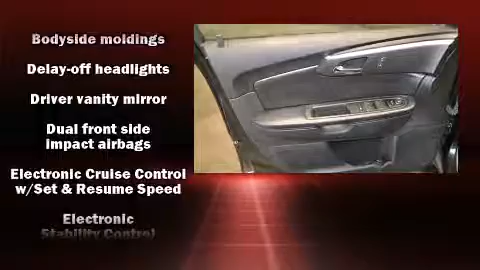 Bodyside moldings
Delay-off headlights
Driver vanity mirror
Dual front side
impact airbags
Electronic Cruise Control
w/Set & Resume Speed
Electronic
Stability Control